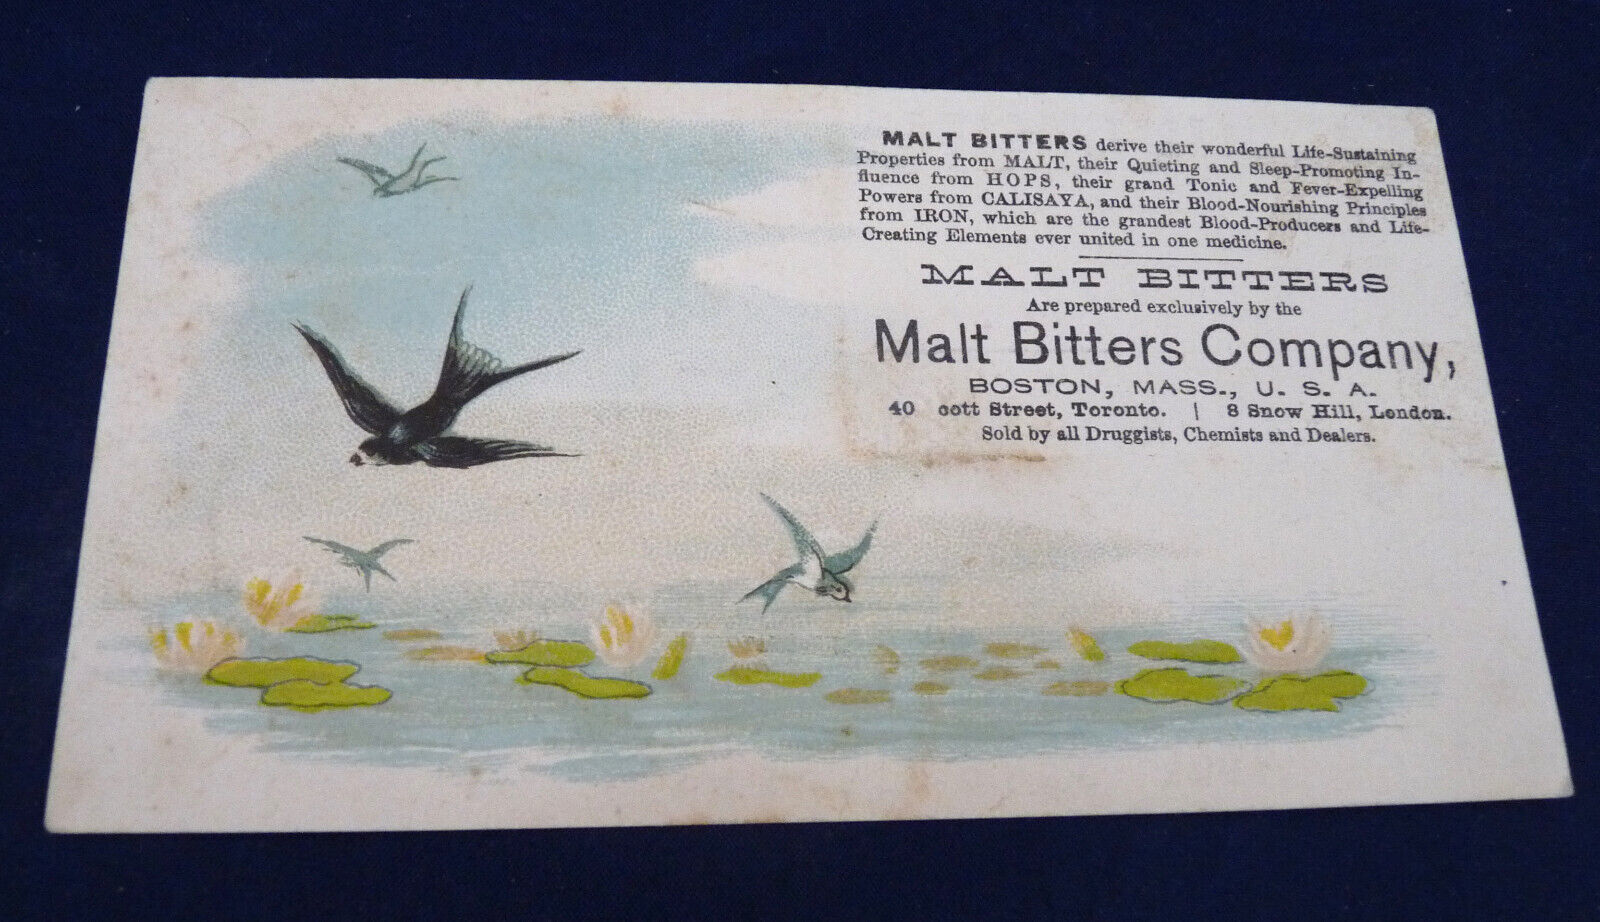 MALT BITTERS derive their wonderful Life-Sustaining
Properties from MALT, their Quieting and Sleep-Promoting In-
fluence from HOPS, their grand Tonic and Fever-Expelling
Powers from CALISAYA, and their Blood-Nourishing Principles
from IRON, which are the grandest Blood-Producers and Life-
Creating Elements ever united in one medicine.
MALT BITTERS
Are prepared exclusively by the
Malt Bitters Company,
BOSTON, MASS., U. S. A.
40 cott Street, Toronto. | 8 Snow Hill, London.
Sold by all Druggists, Chemists and Dealers.